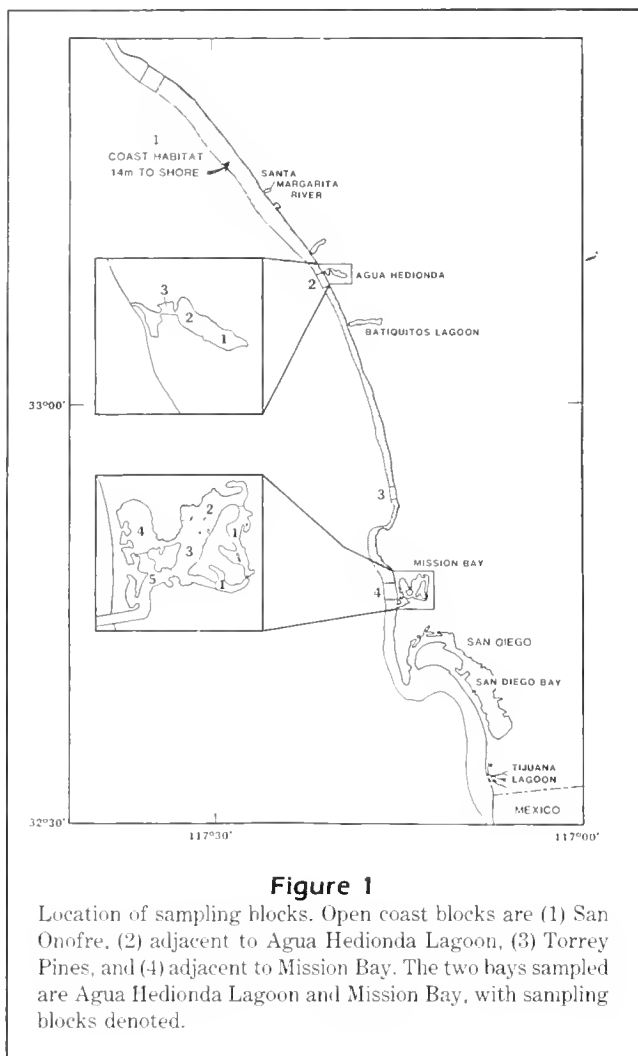 1
COAST HABITAT
14m TO SHORE
SANTA
MARGARITA
RIVER
AGUA HEDIONDA
2
3
2
1
BATIQUITOS LAGOON
33°00'
3
4
2
1
3
5
1
MISSION BAY
4
SAN DIEGO
SAN DIEGO BAY
TIJUANA
LAGOON
MEXICO
32°30'
117°30'
117°00'
Figure 1
Location of sampling blocks. Open coast blocks are (1) San
Onofre, (2) adjacent to Agua Hedionda Lagoon, (3) Torrey
Pines, and (4) adjacent to Mission Bay. The two bays sampled
are Agua Hedionda Lagoon and Mission Bay, with sampling
blocks denoted.